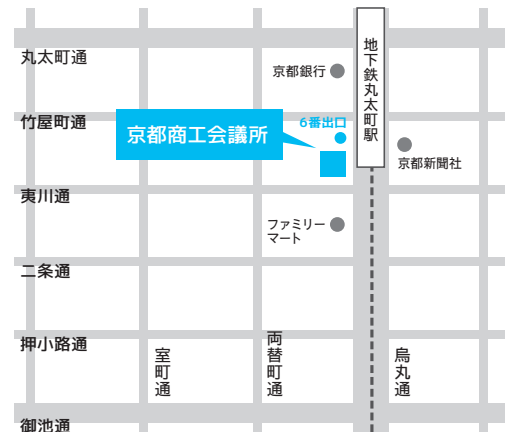 丸太町通
京都銀行
地下鉄丸太町駅
竹屋町通
6番出口
京都商工会議所
京都新聞社
夷川通
ファミリー
マート
二条通
押小路通
室町通
両替町通
烏丸通
御池通